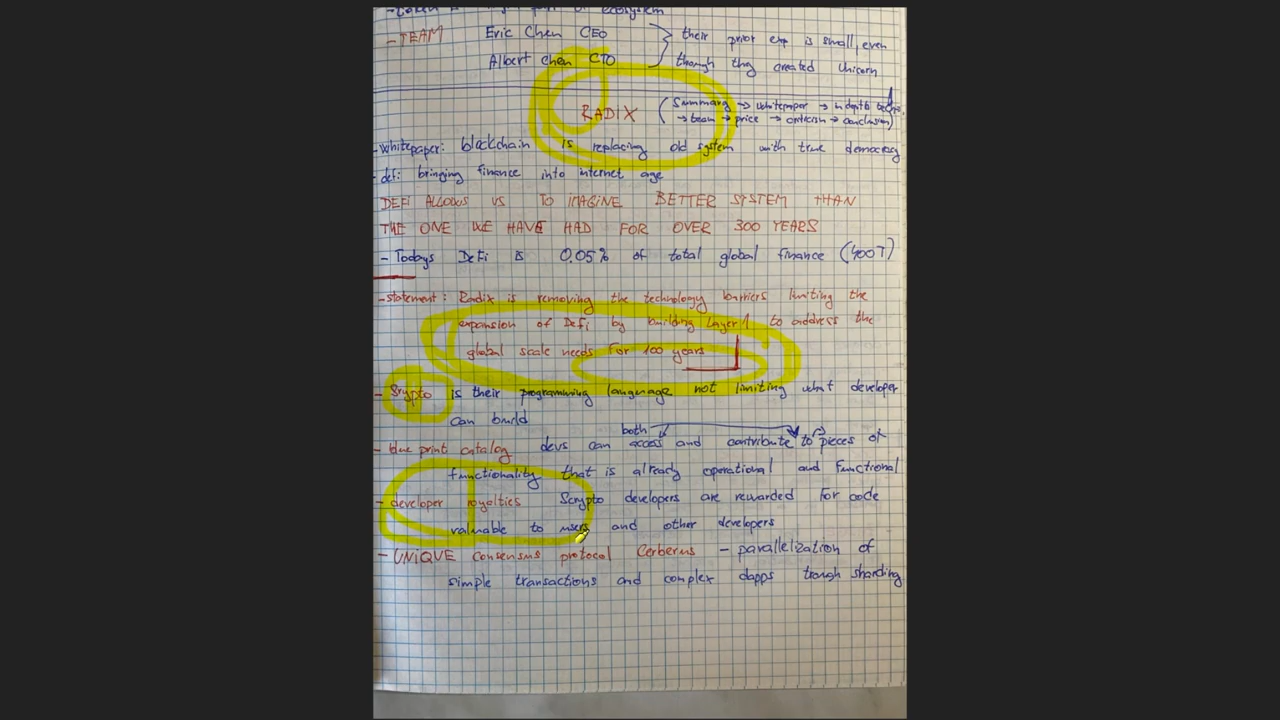 ecosystem
- TEAM Eric Chen CEO their prior exp is small, even
Albert Chen CTO though they created Unicorn
RADIX (Summary → whitepaper → in depth
→ team → price → criticism → conclusion)
- whitepaper: blockchain is replacing old system with true democracy
- defi: bringing finance into internet age
DEFI ALLOWS US TO IMAGINE BETTER SYSTEM THAN
THE ONE WE HAVE HAD FOR OVER 300 YEARS
- Todays DeFi is 0.05% of total global finance (400T)
- statement: Radix is removing the technology barriers limiting the
expansion of Defi by building Layer 1 to address the
global scale needs for 100 years
- Scrypto is their programming language not limiting what developer
can build
both
- blue print catalog devs can access and contribute to pieces of
functionality that is already operational and functional
- developer royalties Scrypto developers are rewarded for code
valuable to users and other developers
- UNIQUE consensus protocol Cerberus - parallelization of
simple transactions and complex dapps trough sharding